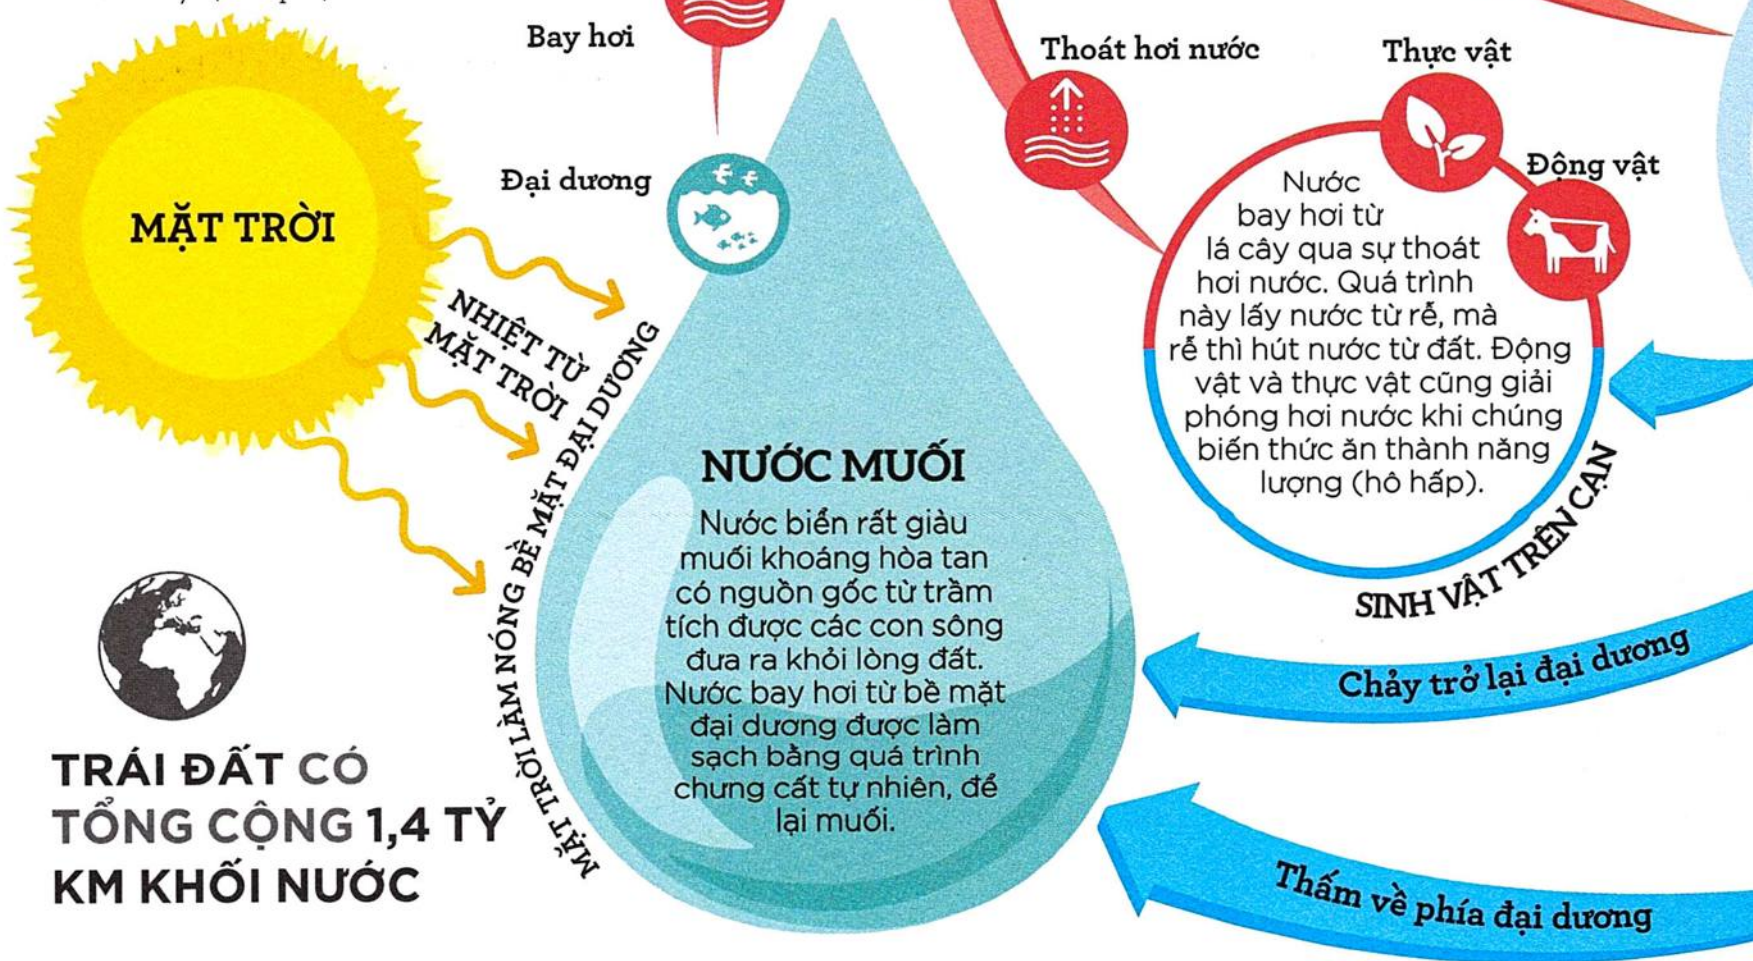 Bay hơi
Thoát hơi nước
Thực vật
Đại dương
Động vật
MẶT TRỜI
NHIỆT TỪ
MẶT TRỜI
MẶT TRỜI LÀM NÓNG BỀ MẶT ĐẠI DƯƠNG
Nước
bay hơi từ
lá cây qua sự thoát
hơi nước. Quá trình
này lấy nước từ rễ, mà
rễ thì hút nước từ đất. Động
vật và thực vật cũng giải
phóng hơi nước khi chúng
biến thức ăn thành năng
lượng (hô hấp).
SINH VẬT TRÊN CẠN
NƯỚC MUỐI
Nước biển rất giàu
muối khoáng hòa tan
có nguồn gốc từ trầm
tích được các con sông
đưa ra khỏi lòng đất.
Nước bay hơi từ bề mặt
đại dương được làm
sạch bằng quá trình
chưng cất tự nhiên, để
lại muối.
Chảy trở lại đại dương
Thấm về phía đại dương
TRÁI ĐẤT CÓ
TỔNG CỘNG 1,4 TỶ
KM KHỐI NƯỚC